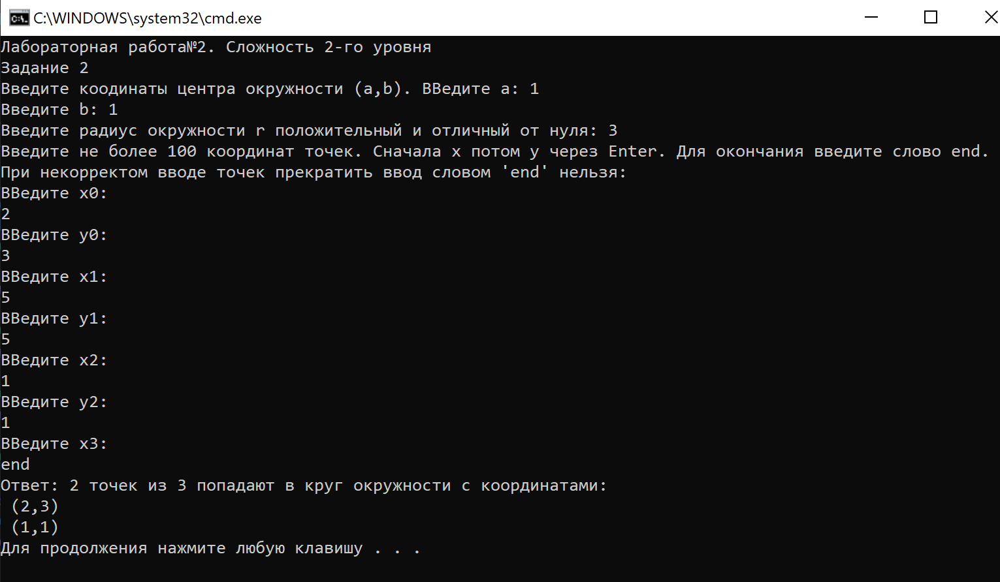 C:\WINDOWS\system32\cmd.exe
Лабораторная работа№2. Сложность 2-го уровня
Задание 2
Введите коодинаты центра окружности (a,b). ВВедите a: 1
Введите b: 1
Введите радиус окружности r положительный и отличный от нуля: 3
Введите не более 100 координат точек. Сначала x потом y через Enter. Для окончания введите слово end.
При некорректом вводе точек прекратить ввод словом 'end' нельзя:
ВВедите x0:
2
ВВедите y0:
3
ВВедите x1:
5
ВВедите y1:
5
ВВедите x2:
1
ВВедите y2:
1
ВВедите x3:
end
Ответ: 2 точек из 3 попадают в круг окружности с координатами:
(2,3)
(1,1)
Для продолжения нажмите любую клавишу . . .